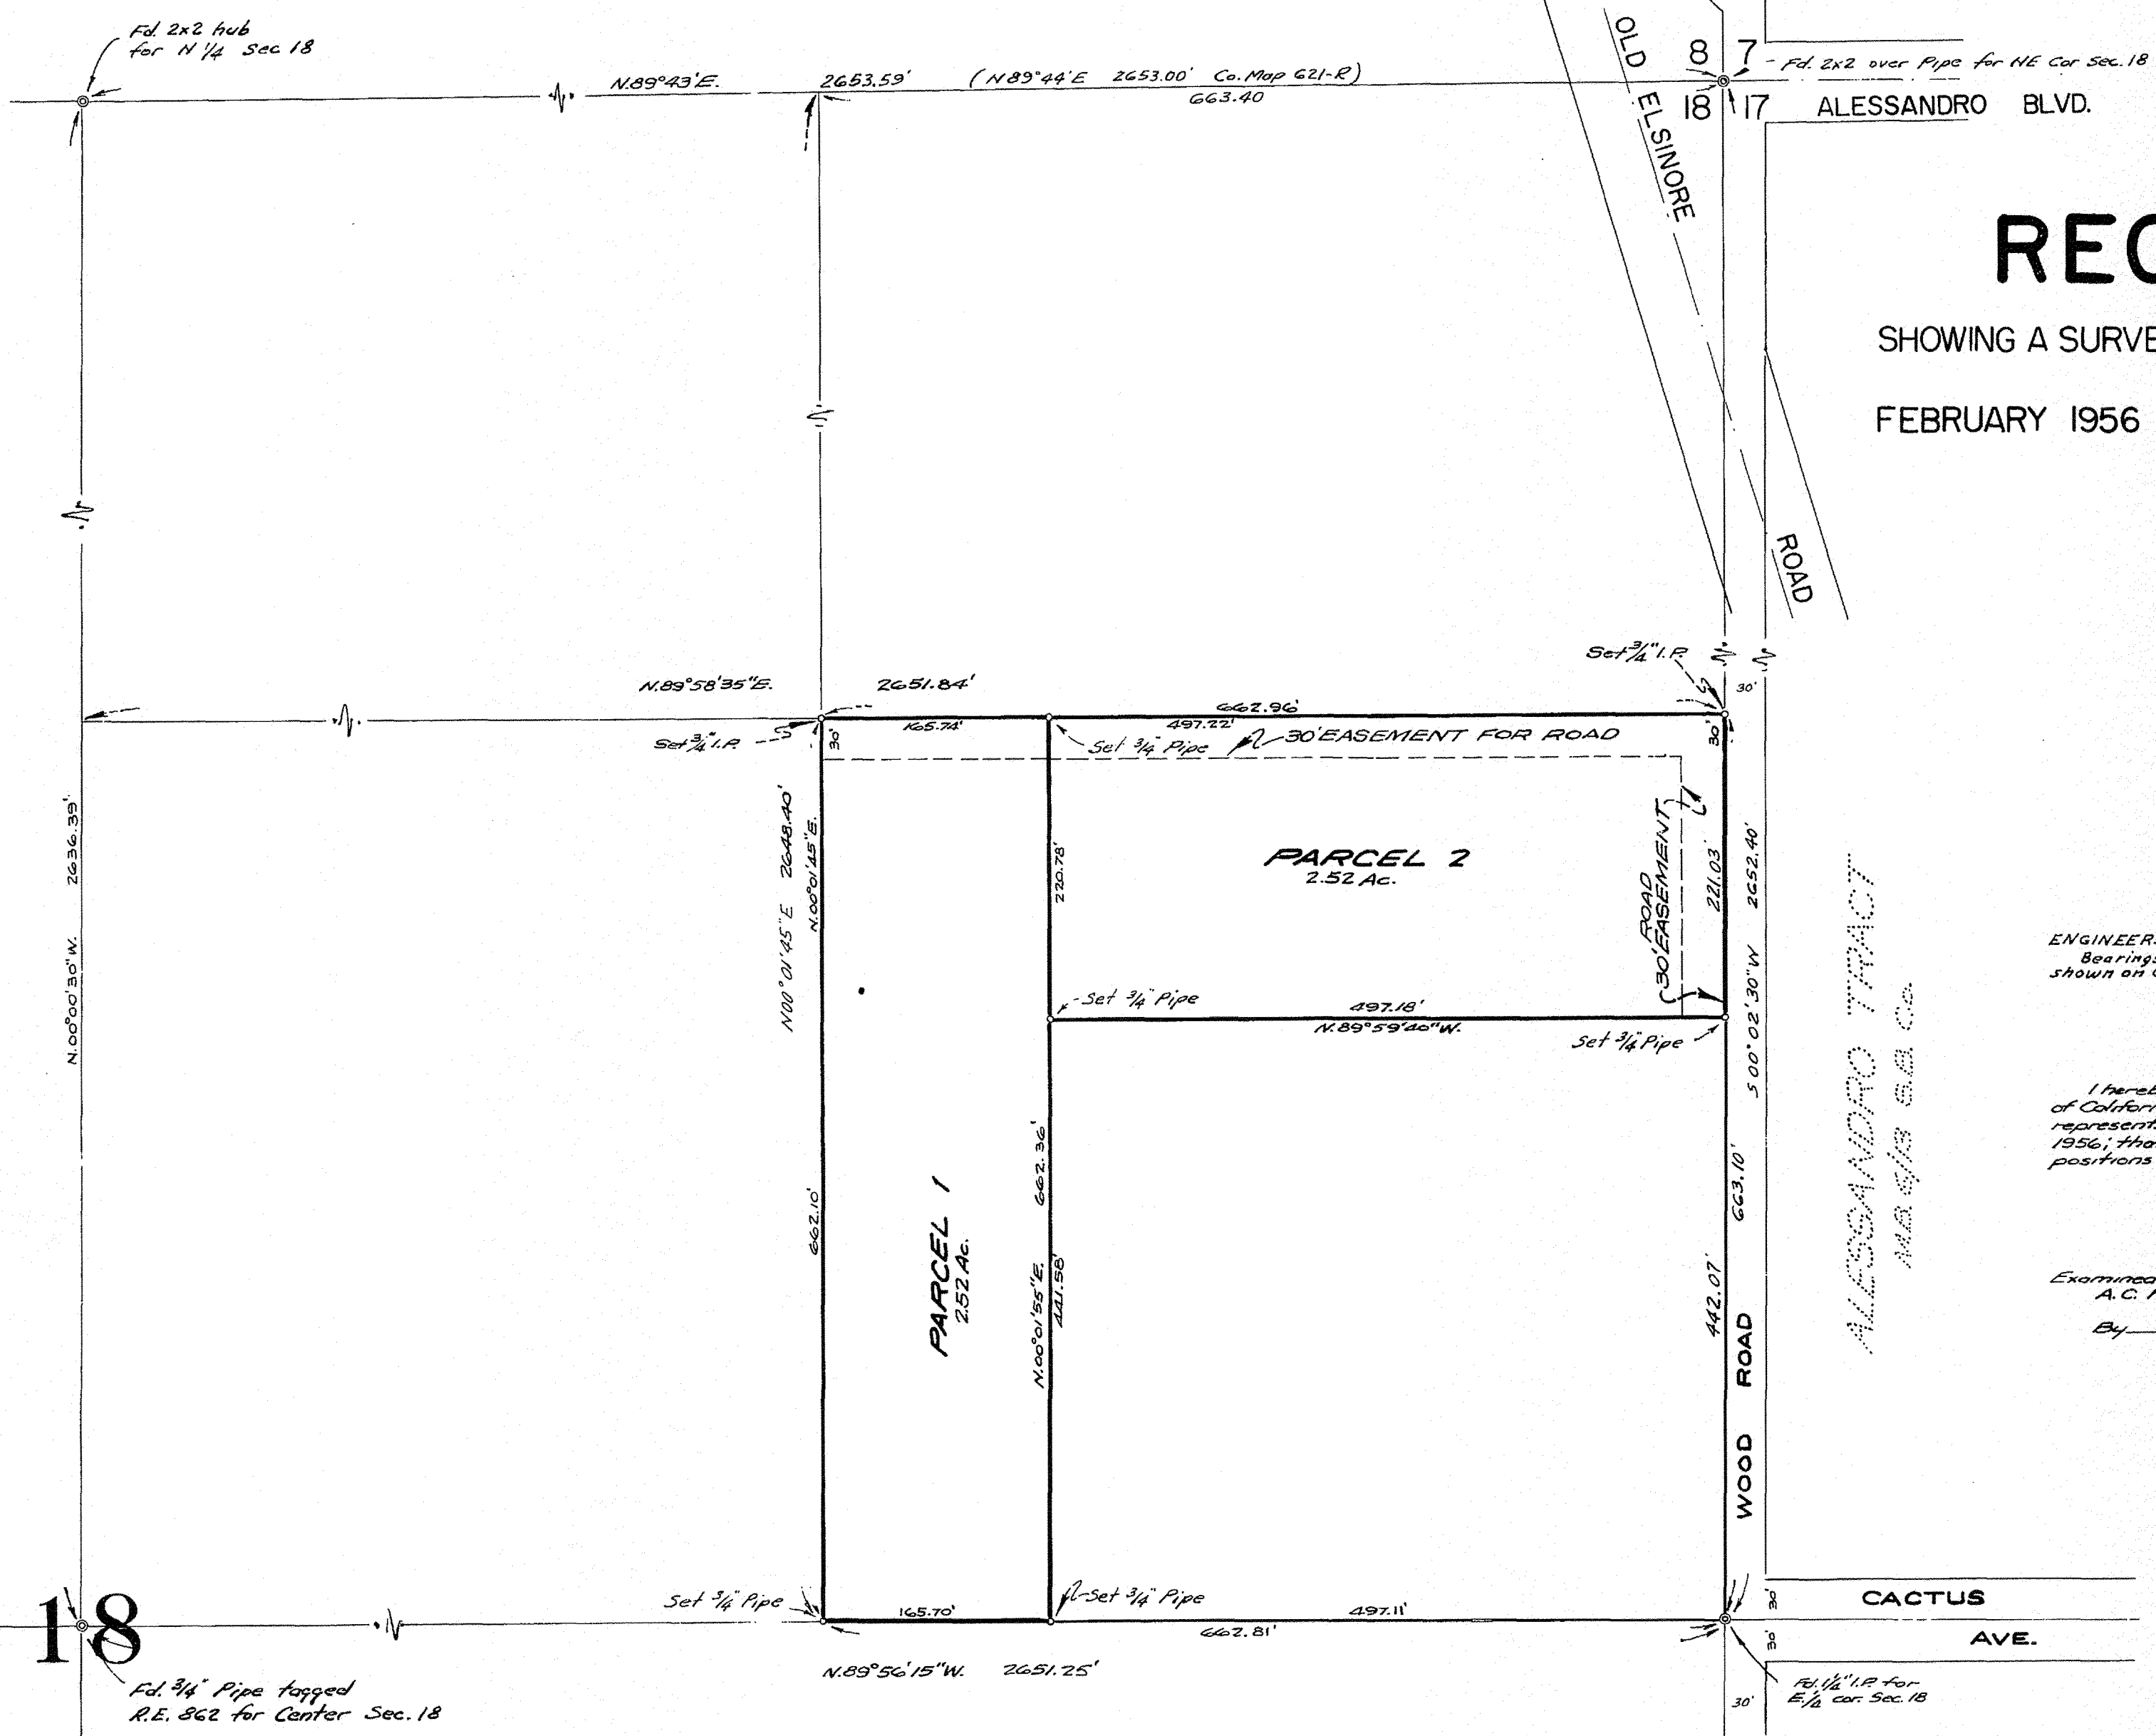 Fd. 2x2 hub
for N 1/4 Sec 18
N.89°43'E. 2653.59' (N89°44'E 2653.00' Co. Map 621-R)
663.40
OLD ELSINORE
ROAD
8 7
18 17
Fd. 2x2 over Pipe for NE Cor Sec. 18
ALESSANDRO BLVD.
REC
SHOWING A SURVE
FEBRUARY 1956
Set 3/4" I.P.
30'
N.89°58'35"E. 2651.84'
662.96'
165.74'
497.22'
Set 3/4" I.P.
30'
Set 3/4" Pipe
30' EASEMENT FOR ROAD
30'
N.00°00'30"W. 2636.39'
N00°01'45"E 2648.40'
N.00°01'45"E.
662.10'
220.78'
PARCEL 2
2.52 Ac.
ROAD
30' EASEMENT
221.03'
S 00°02'30"W 2652.40'
Set 3/4" Pipe
497.18'
N.89°59'40"W.
Set 3/4" Pipe
PARCEL 1
2.52 Ac.
N.00°01'55"E. 662.36'
441.58'
663.10'
442.07'
WOOD ROAD
ALESSANDRO TRACT
M.B. 6/13 S.B. Co.
ENGINEER
Bearings
shown on
I hereb
of Californ
represent
1956; tha
positions
Examined
A.C.
By
Set 3/4" Pipe
165.70'
Set 3/4" Pipe
497.11'
662.81'
N.89°56'15"W. 2651.25'
18
Fd. 3/4" Pipe tagged
R.E. 862 for Center Sec. 18
30'
CACTUS
30'
AVE.
30'
Fd. 1/4" I.P. for
E. 1/4 cor. Sec. 18